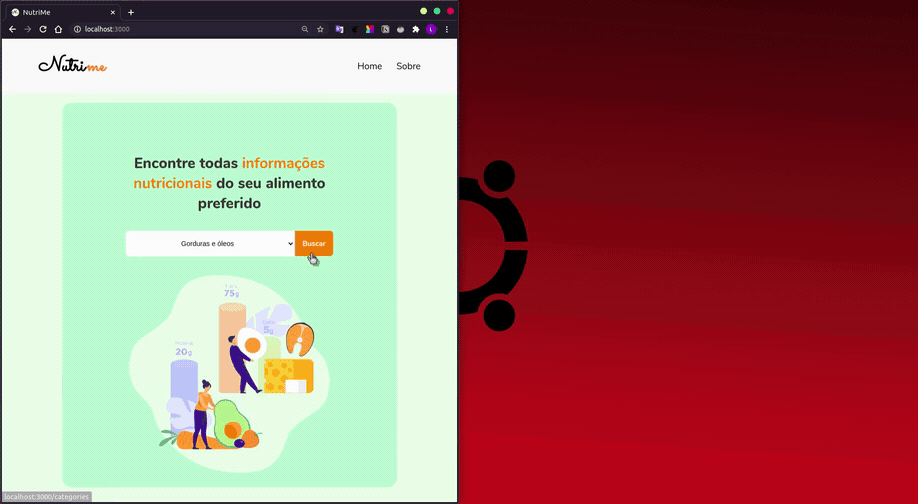 NutriMe
localhost:3000
L
Nutrime
Home
Sobre
Encontre todas informações
nutricionais do seu alimento
preferido
Gorduras e óleos
Buscar
75g
5g
20g
localhost:3000/categories